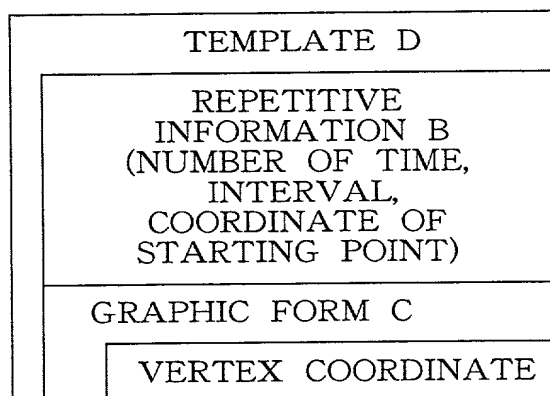 TEMPLATE D
REPETITIVE
INFORMATION B
(NUMBER OF TIME,
INTERVAL,
COORDINATE OF
STARTING POINT)
GRAPHIC FORM C
VERTEX COORDINATE